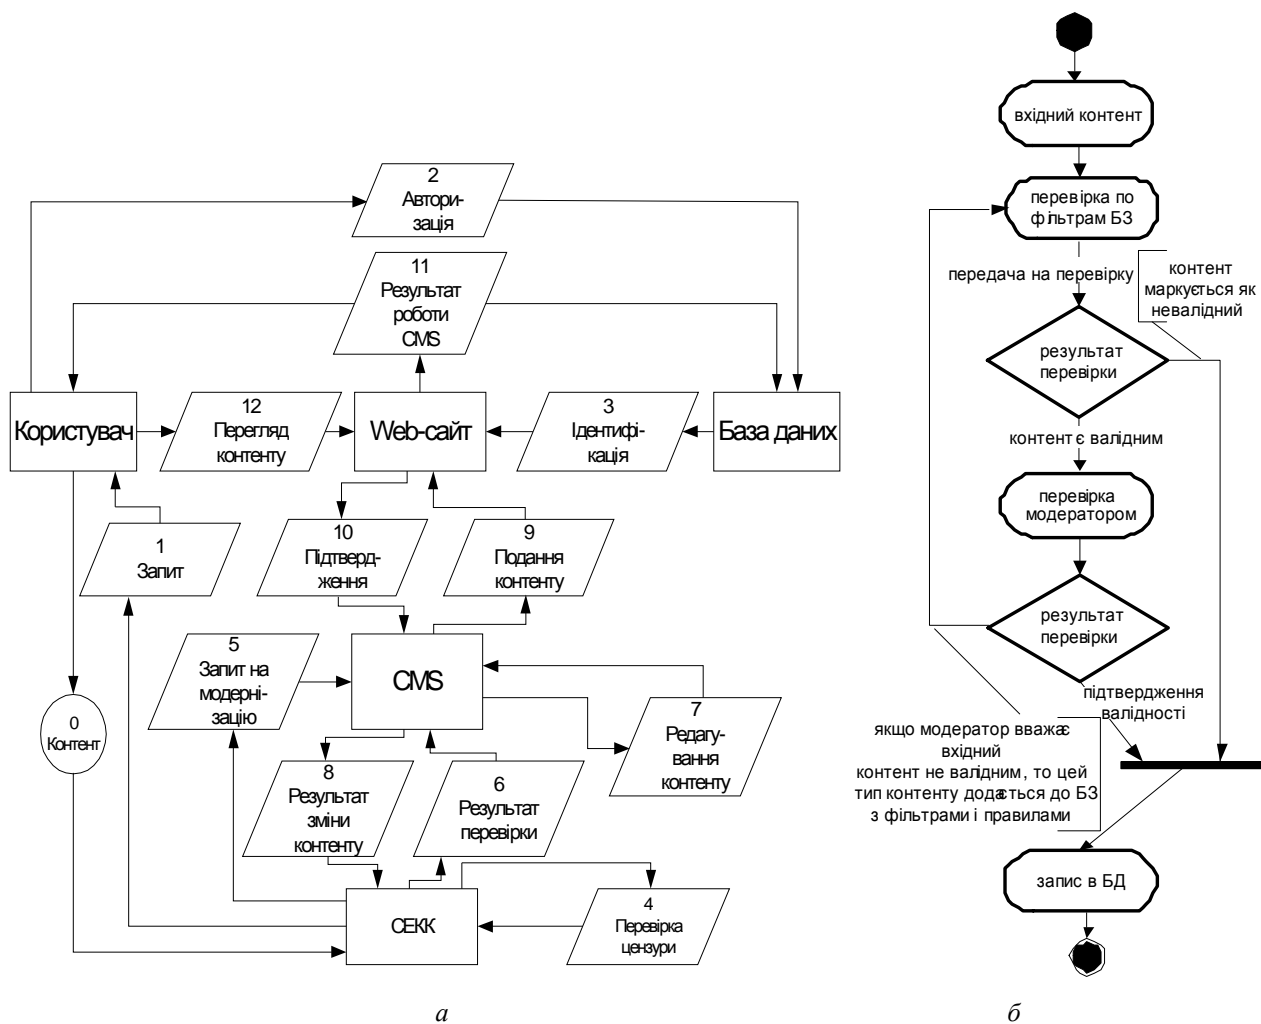 2
Автори-
зація
11
Результат
роботи
CMS
Користувач
12
Перегляд
контенту
Web-сайт
3
Ідентифі-
кація
База даних
1
Запит
10
Підтверд-
ження
9
Подання
контенту
5
Запит на
модерні-
зацію
CMS
7
Редагу-
вання
контенту
0
Контент
8
Результат
зміни
контенту
6
Результат
перевірки
СЕКК
4
Перевірка
цензури
а
вхідний контент
перевірка по
фільтрам БЗ
передача на перевірку
контент
маркується як
невалідний
результат
перевірки
контент є валідним
перевірка
модератором
результат
перевірки
підтвердження
валідності
якщо модератор вважає
вхідний
контент не валідним, то цей
тип контенту додається до БЗ
з фільтрами і правилами
запис в БД
б